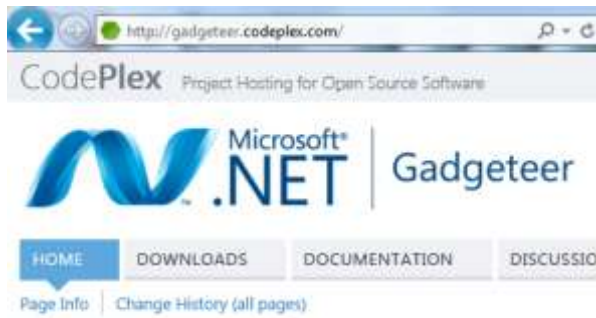 http://gadgeteer.codeplex.com/
CodePlex Project Hosting for Open Source Software
Microsoft®
.NET Gadgeteer
HOME DOWNLOADS DOCUMENTATION DISCUSSIO
Page Info Change History (all pages)